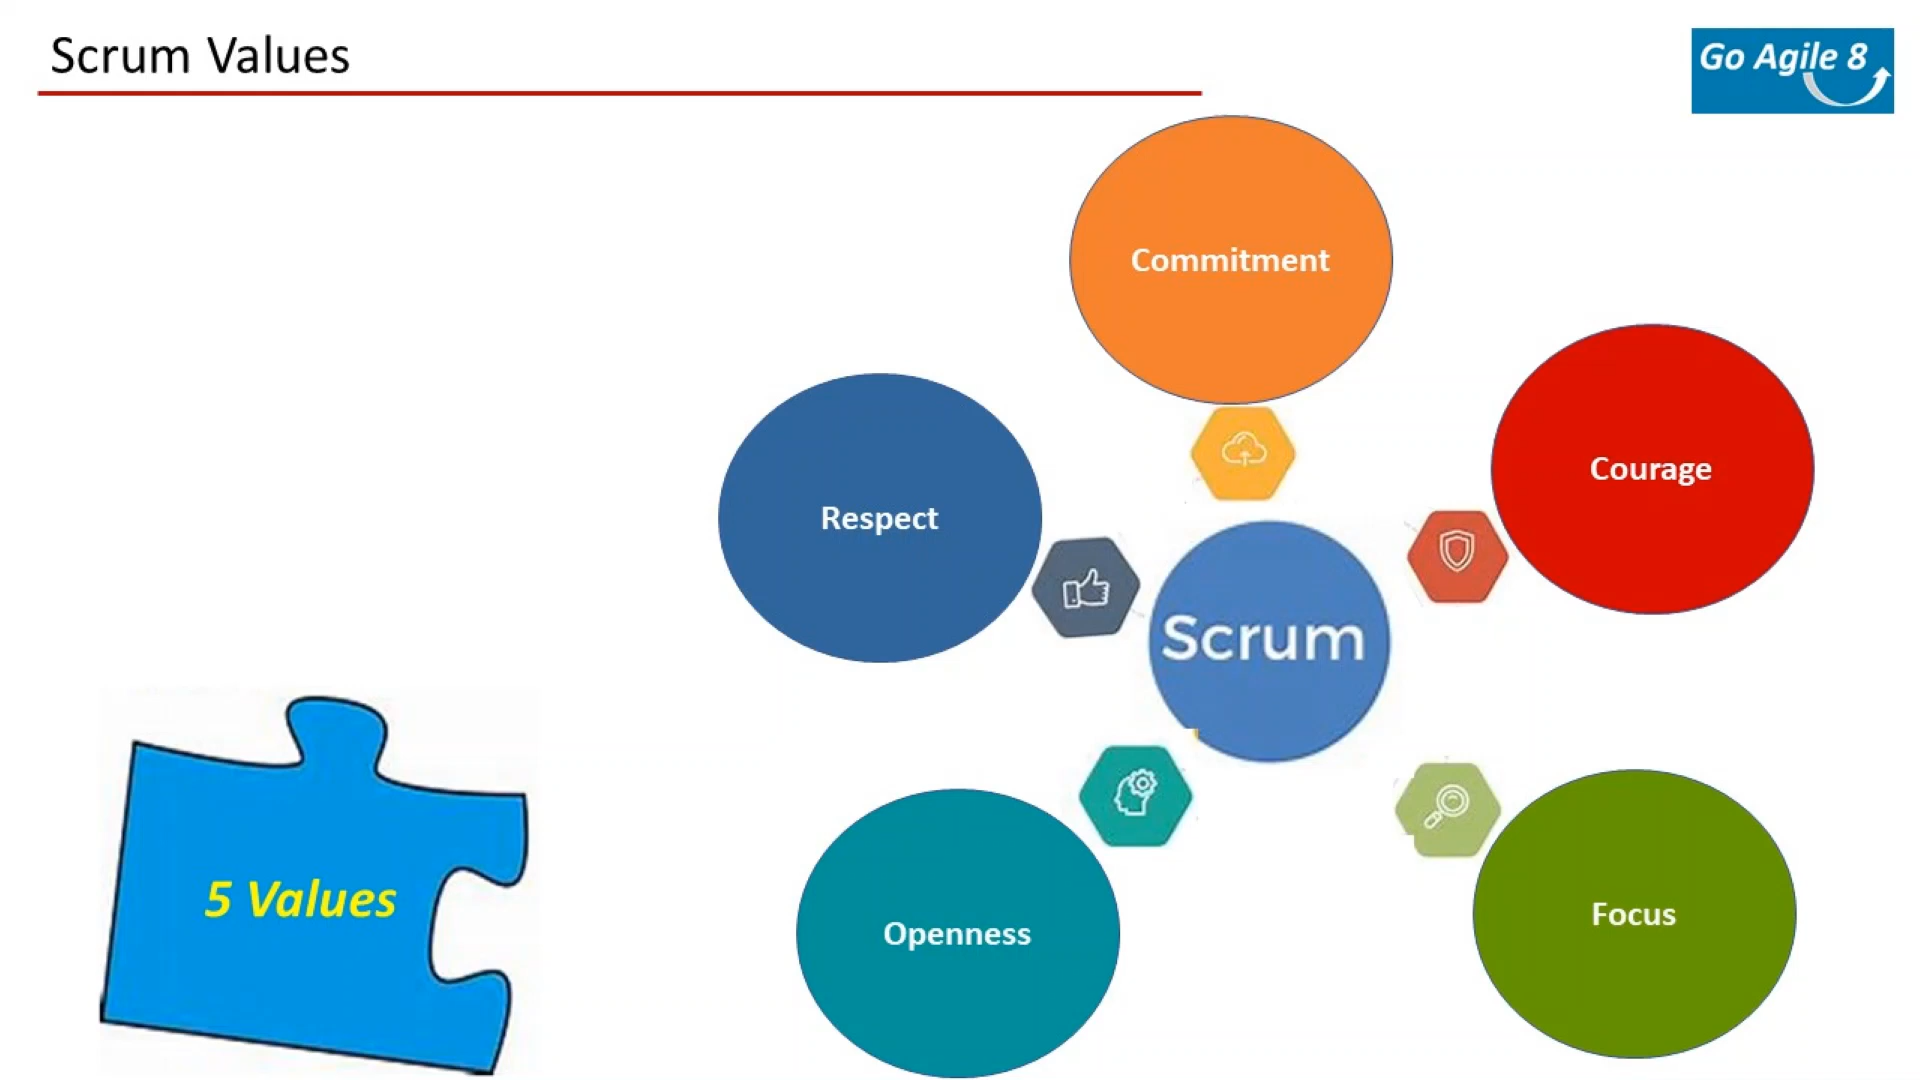 Scrum Values
Go Agile 8
Commitment
Courage
Respect
Scrum
5 Values
Openness
Focus